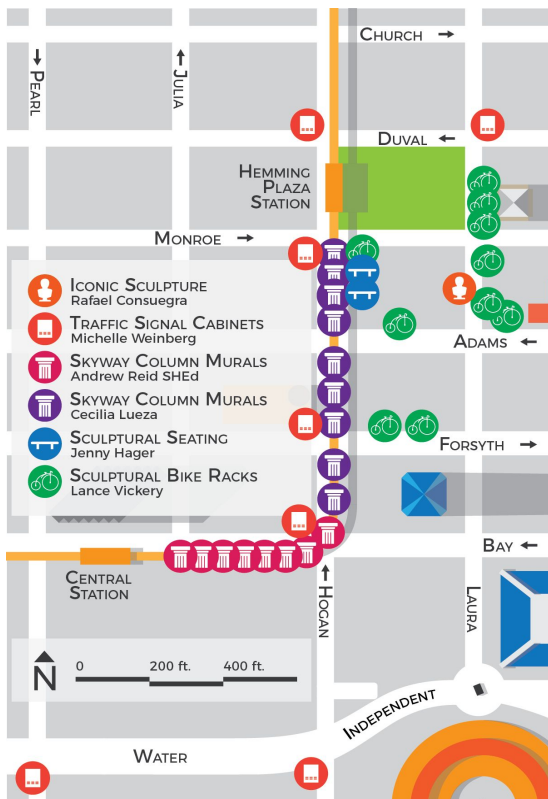 CHURCH
PEARL
JULIA
DUVAL
HEMMING
PLAZA
STATION
MONROE
ICONIC SCULPTURE
Rafael Consuegra
TRAFFIC SIGNAL CABINETS
Michelle Weinberg
SKYWAY COLUMN MURALS
Andrew Reid SHEd
SKYWAY COLUMN MURALS
Cecilia Lueza
SCULPTURAL SEATING
Jenny Hager
SCULPTURAL BIKE RACKS
Lance Vickery
ADAMS
FORSYTH
BAY
CENTRAL
STATION
HOGAN
LAURA
N
0 200 ft. 400 ft.
INDEPENDENT
WATER